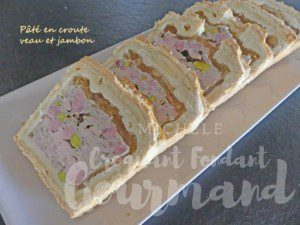 Pâté en croute
veau et jambon
MICHELLE
Croquant Fondant
Gourmand